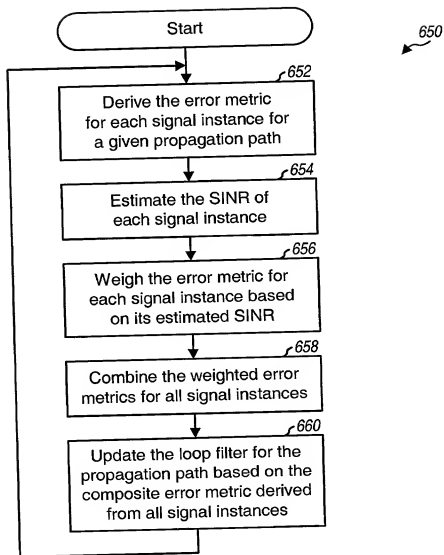 Start
650
652
Derive the error metric
for each signal instance for
a given propagation path
654
Estimate the SINR of
each signal instance
656
Weigh the error metric for
each signal instance based
on its estimated SINR
658
Combine the weighted error
metrics for all signal instances
660
Update the loop filter for the
propagation path based on the
composite error metric derived
from all signal instances